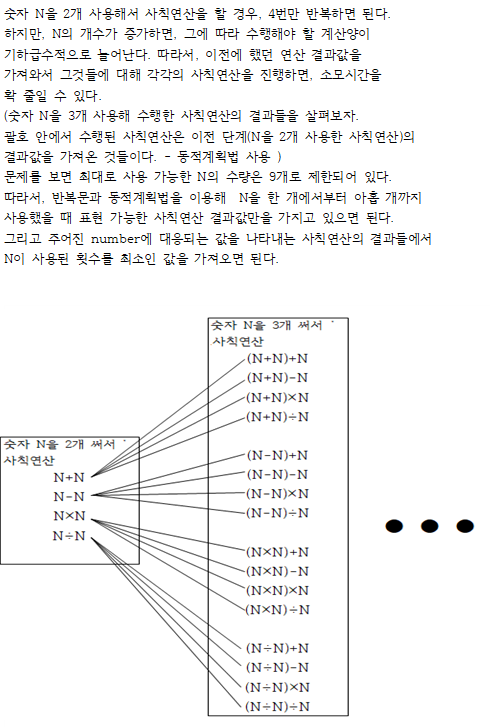 숫자 N을 2개 사용해서 사칙연산을 할 경우, 4번만 반복하면 된다.
하지만, N의 개수가 증가하면, 그에 따라 수행해야 할 계산양이
기하급수적으로 늘어난다. 따라서, 이전에 했던 연산 결과값을
가져와서 그것들에 대해 각각의 사칙연산을 진행하면, 소모시간을
확 줄일 수 있다.
(숫자 N을 3개 사용해 수행한 사칙연산의 결과들을 살펴보자.
괄호 안에서 수행된 사칙연산은 이전 단계(N을 2개 사용한 사칙연산)의
결과값을 가져온 것들이다. - 동적계획법 사용 )
문제를 보면 최대로 사용 가능한 N의 수량은 9개로 제한되어 있다.
따라서, 반복문과 동적계획법을 이용해 N을 한 개에서부터 아홉 개까지
사용했을 때 표현 가능한 사칙연산 결과값만을 가지고 있으면 된다.
그리고 주어진 number에 대응되는 값을 나타내는 사칙연산의 결과들에서
N이 사용된 횟수를 최소인 값을 가져오면 된다.
숫자 N을 2개 써서
사칙연산
N+N
N-N
N×N
N÷N
숫자 N을 3개 써서
사칙연산
(N+N)+N
(N+N)-N
(N+N)×N
(N+N)÷N
(N-N)+N
(N-N)-N
(N-N)×N
(N-N)÷N
(N×N)+N
(N×N)-N
(N×N)×N
(N×N)÷N
(N÷N)+N
(N÷N)-N
(N÷N)×N
(N÷N)÷N